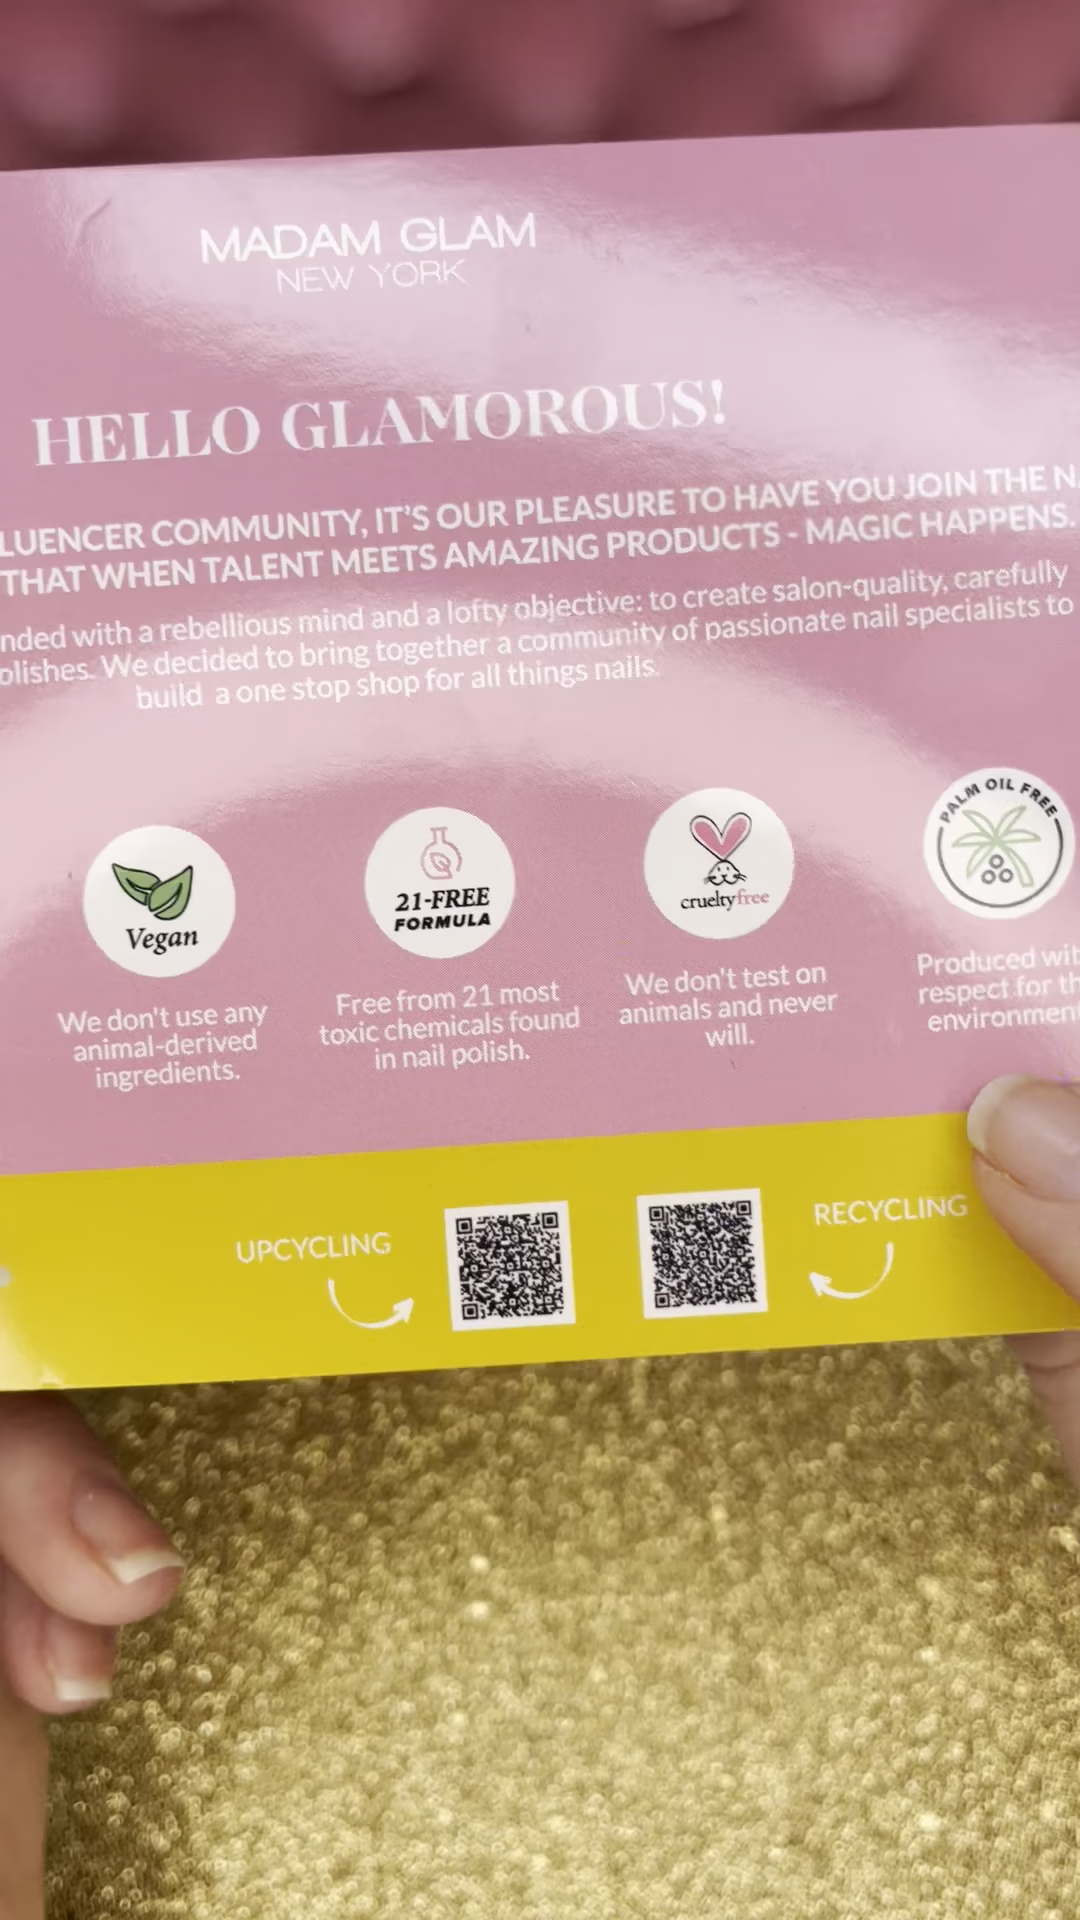 MADAM GLAM
NEW YORK
HELLO GLAMOROUS!
LUENCER COMMUNITY, IT'S OUR PLEASURE TO HAVE YOU JOIN THE
THAT WHEN TALENT MEETS AMAZING PRODUCTS - MAGIC HAPPENS.
nded with a rebellious mind and a lofty objective: to create salon-quality, carefully
olishes. We decided to bring together a community of passionate nail specialists to
build a one stop shop for all things nails.
Vegan
We don't use any
animal-derived
ingredients.
21-FREE
FORMULA
Free from 21 most
toxic chemicals found
in nail polish.
crueltyfree
We don't test on
animals and never
will.
PALM OIL FREE
Produced wit
respect for th
environment
UPCYCLING
RECYCLING